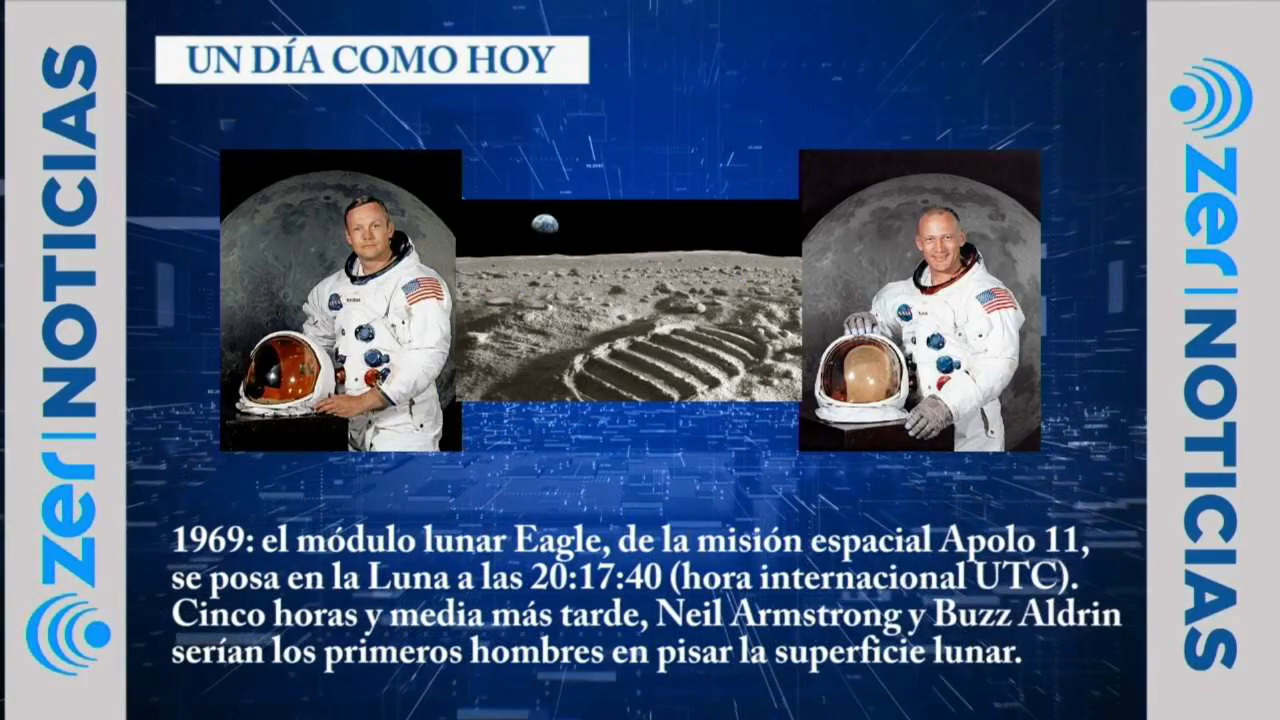 zer|NOTICIAS
UN DÍA COMO HOY
1969: el módulo lunar Eagle, de la misión espacial Apolo 11,
se posa en la Luna a las 20:17:40 (hora internacional UTC).
Cinco horas y media más tarde, Neil Armstrong y Buzz Aldrin
serían los primeros hombres en pisar la superficie lunar.
zer|NOTICIAS